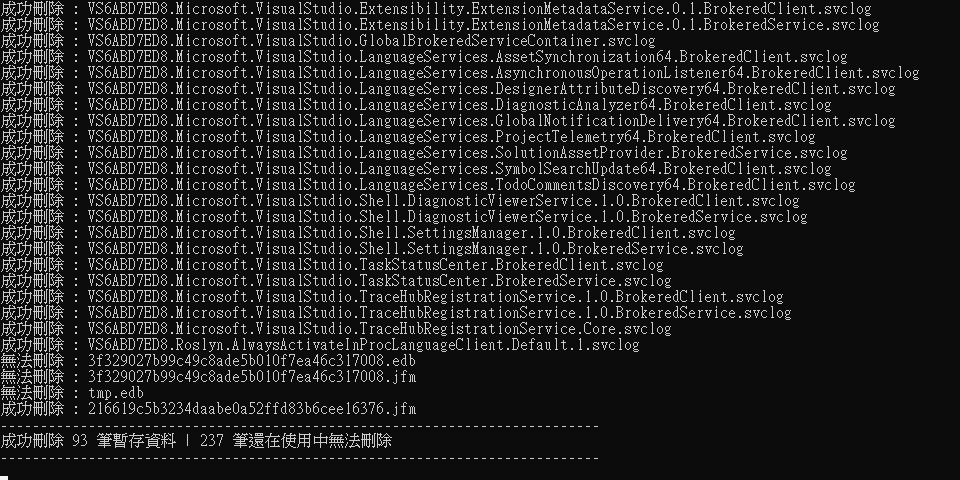 成功刪除 : VS6ABD7ED8.Microsoft.VisualStudio.Extensibility.ExtensionMetadataService.0.1.BrokeredClient.svclog
成功刪除 : VS6ABD7ED8.Microsoft.VisualStudio.Extensibility.ExtensionMetadataService.0.1.BrokeredService.svclog
成功刪除 : VS6ABD7ED8.Microsoft.VisualStudio.GlobalBrokeredServiceContainer.svclog
成功刪除 : VS6ABD7ED8.Microsoft.VisualStudio.LanguageServices.AssetSynchronization64.BrokeredClient.svclog
成功刪除 : VS6ABD7ED8.Microsoft.VisualStudio.LanguageServices.AsynchronousOperationListener64.BrokeredClient.svclog
成功刪除 : VS6ABD7ED8.Microsoft.VisualStudio.LanguageServices.DesignerAttributeDiscovery64.BrokeredClient.svclog
成功刪除 : VS6ABD7ED8.Microsoft.VisualStudio.LanguageServices.DiagnosticAnalyzer64.BrokeredClient.svclog
成功刪除 : VS6ABD7ED8.Microsoft.VisualStudio.LanguageServices.GlobalNotificationDelivery64.BrokeredClient.svclog
成功刪除 : VS6ABD7ED8.Microsoft.VisualStudio.LanguageServices.ProjectTelemetry64.BrokeredClient.svclog
成功刪除 : VS6ABD7ED8.Microsoft.VisualStudio.LanguageServices.SolutionAssetProvider.BrokeredService.svclog
成功刪除 : VS6ABD7ED8.Microsoft.VisualStudio.LanguageServices.SymbolSearchUpdate64.BrokeredClient.svclog
成功刪除 : VS6ABD7ED8.Microsoft.VisualStudio.LanguageServices.TodoCommentsDiscovery64.BrokeredClient.svclog
成功刪除 : VS6ABD7ED8.Microsoft.VisualStudio.Shell.DiagnosticViewerService.1.0.BrokeredClient.svclog
成功刪除 : VS6ABD7ED8.Microsoft.VisualStudio.Shell.DiagnosticViewerService.1.0.BrokeredService.svclog
成功刪除 : VS6ABD7ED8.Microsoft.VisualStudio.Shell.SettingsManager.1.0.BrokeredClient.svclog
成功刪除 : VS6ABD7ED8.Microsoft.VisualStudio.Shell.SettingsManager.1.0.BrokeredService.svclog
成功刪除 : VS6ABD7ED8.Microsoft.VisualStudio.TaskStatusCenter.BrokeredClient.svclog
成功刪除 : VS6ABD7ED8.Microsoft.VisualStudio.TaskStatusCenter.BrokeredService.svclog
成功刪除 : VS6ABD7ED8.Microsoft.VisualStudio.TraceHubRegistrationService.1.0.BrokeredClient.svclog
成功刪除 : VS6ABD7ED8.Microsoft.VisualStudio.TraceHubRegistrationService.1.0.BrokeredService.svclog
成功刪除 : VS6ABD7ED8.Microsoft.VisualStudio.TraceHubRegistrationService.Core.svclog
成功刪除 : VS6ABD7ED8.Roslyn.AlwaysActivateInProcLanguageClient.Default.1.svclog
無法刪除 : 3f329027b99c49c8ade5b010f7ea46c317008.edb
無法刪除 : 3f329027b99c49c8ade5b010f7ea46c317008.jfm
無法刪除 : tmp.edb
成功刪除 : 216619c5b3234daabe0a52ffd83b6cee16376.jfm
---------------------------------------------------------------------------
成功刪除 93 筆暫存資料 | 237 筆還在使用中無法刪除
---------------------------------------------------------------------------